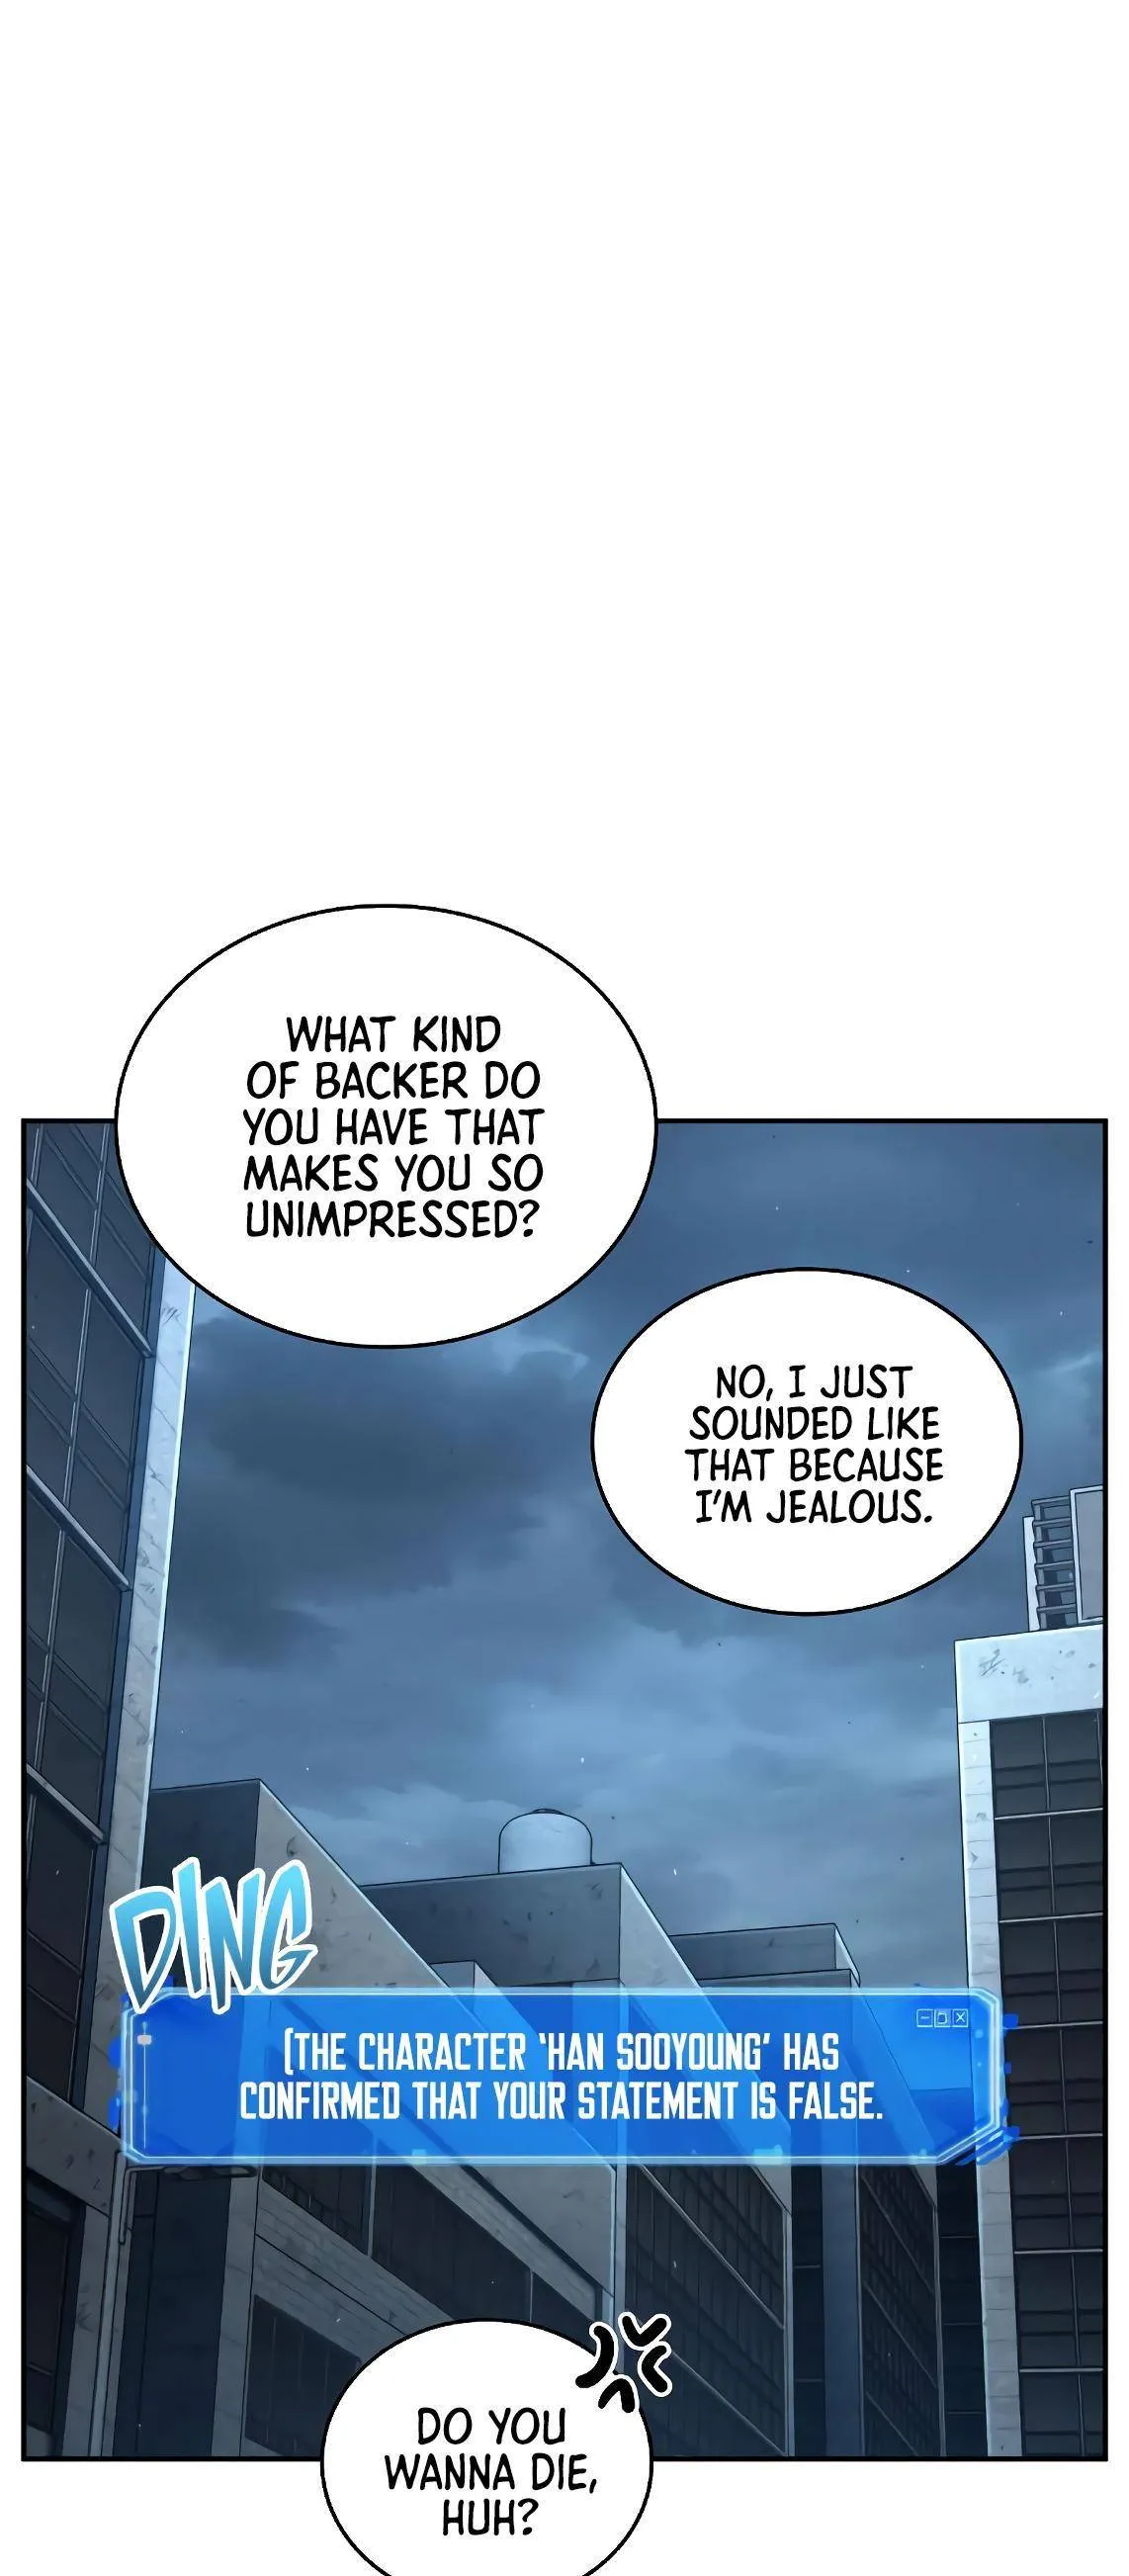 WHAT KIND
OF BACKER DO
YOU HAVE THAT
MAKES YOU SO
UNIMPRESSED?
NO, I JUST
SOUNDED LIKE
THAT BECAUSE
I'M JEALOUS.
DING
[THE CHARACTER 'HAN SOOYOUNG' HAS
CONFIRMED THAT YOUR STATEMENT IS FALSE.
DO YOU
WANNA DIE,
HUH?